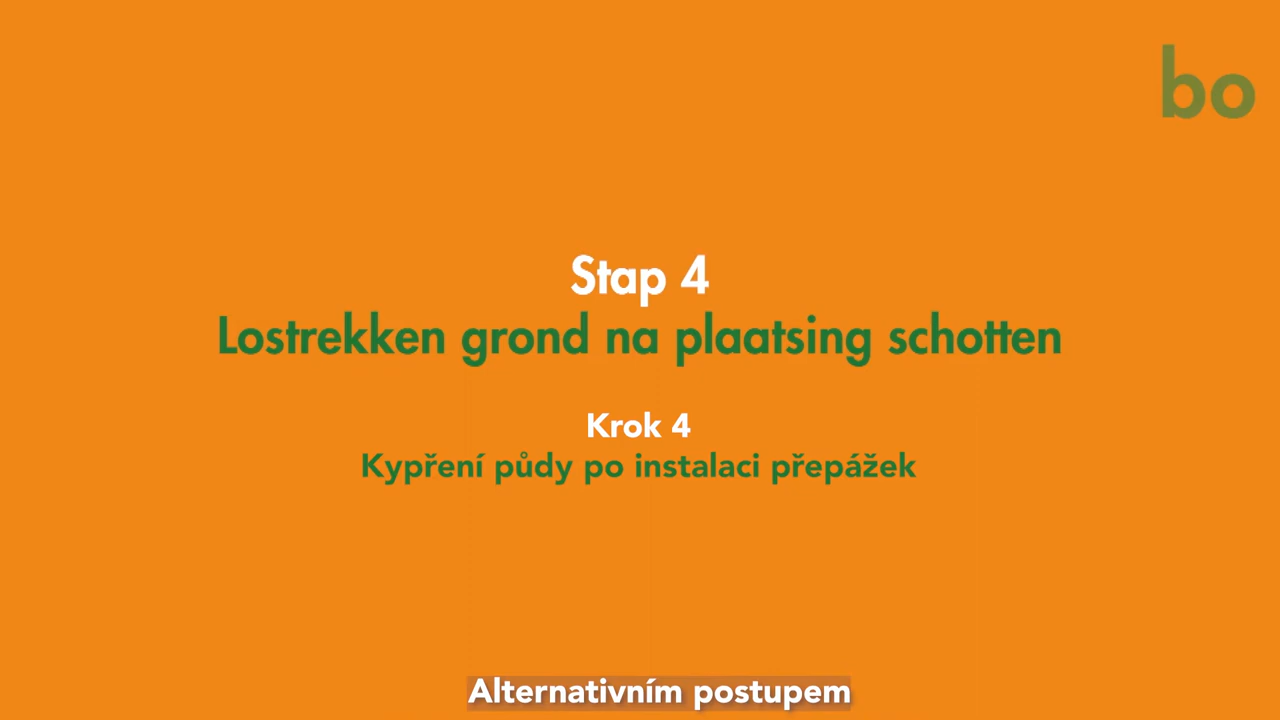 bo
Stap 4
Lostrekken grond na plaatsing schotten
Krok 4
Kypření půdy po instalaci přepážek
Alternativním postupem